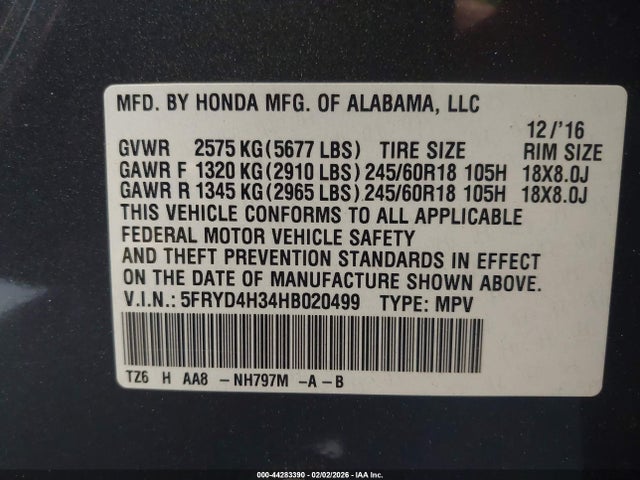 MFD. BY HONDA MFG. OF ALABAMA, LLC
12/'16
GVWR 2575 KG(5677 LBS) TIRE SIZE RIM SIZE
GAWR F 1320 KG(2910 LBS) 245/60R18 105H 18X8.0J
GAWR R 1345 KG(2965 LBS) 245/60R18 105H 18X8.0J
THIS VEHICLE CONFORMS TO ALL APPLICABLE
FEDERAL MOTOR VEHICLE SAFETY
AND THEFT PREVENTION STANDARDS IN EFFECT
ON THE DATE OF MANUFACTURE SHOWN ABOVE.
V.I.N.: 5FRYD4H34HB020499 TYPE: MPV
TZ6 H AA8 - NH797M - A - B
000-44283390 - 02/02/2026 - IAAI Inc.